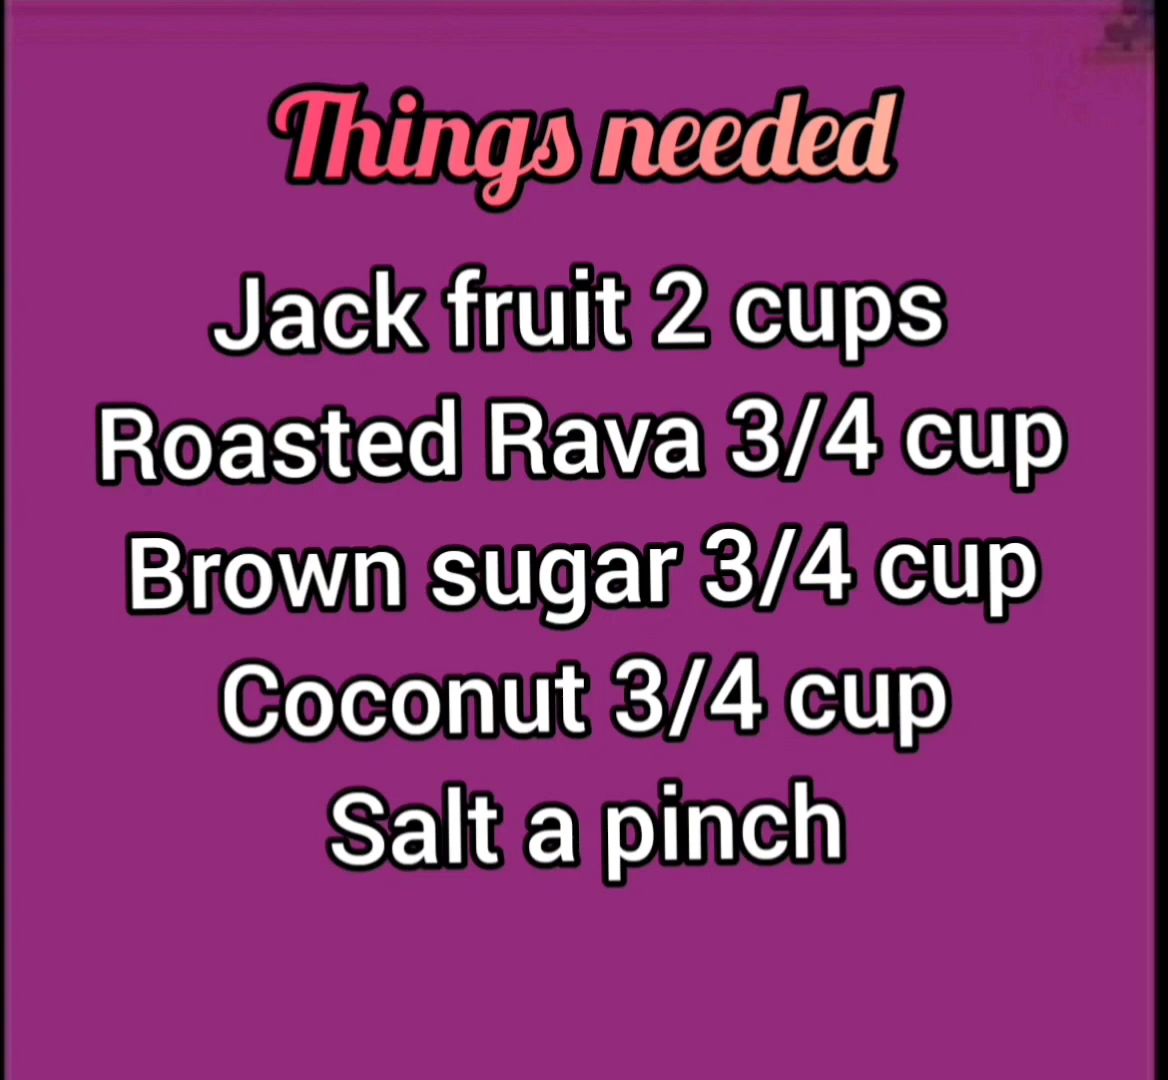 Things needed
Jack fruit 2 cups
Roasted Rava 3/4 cup
Brown sugar 3/4 cup
Coconut 3/4 cup
Salt a pinch